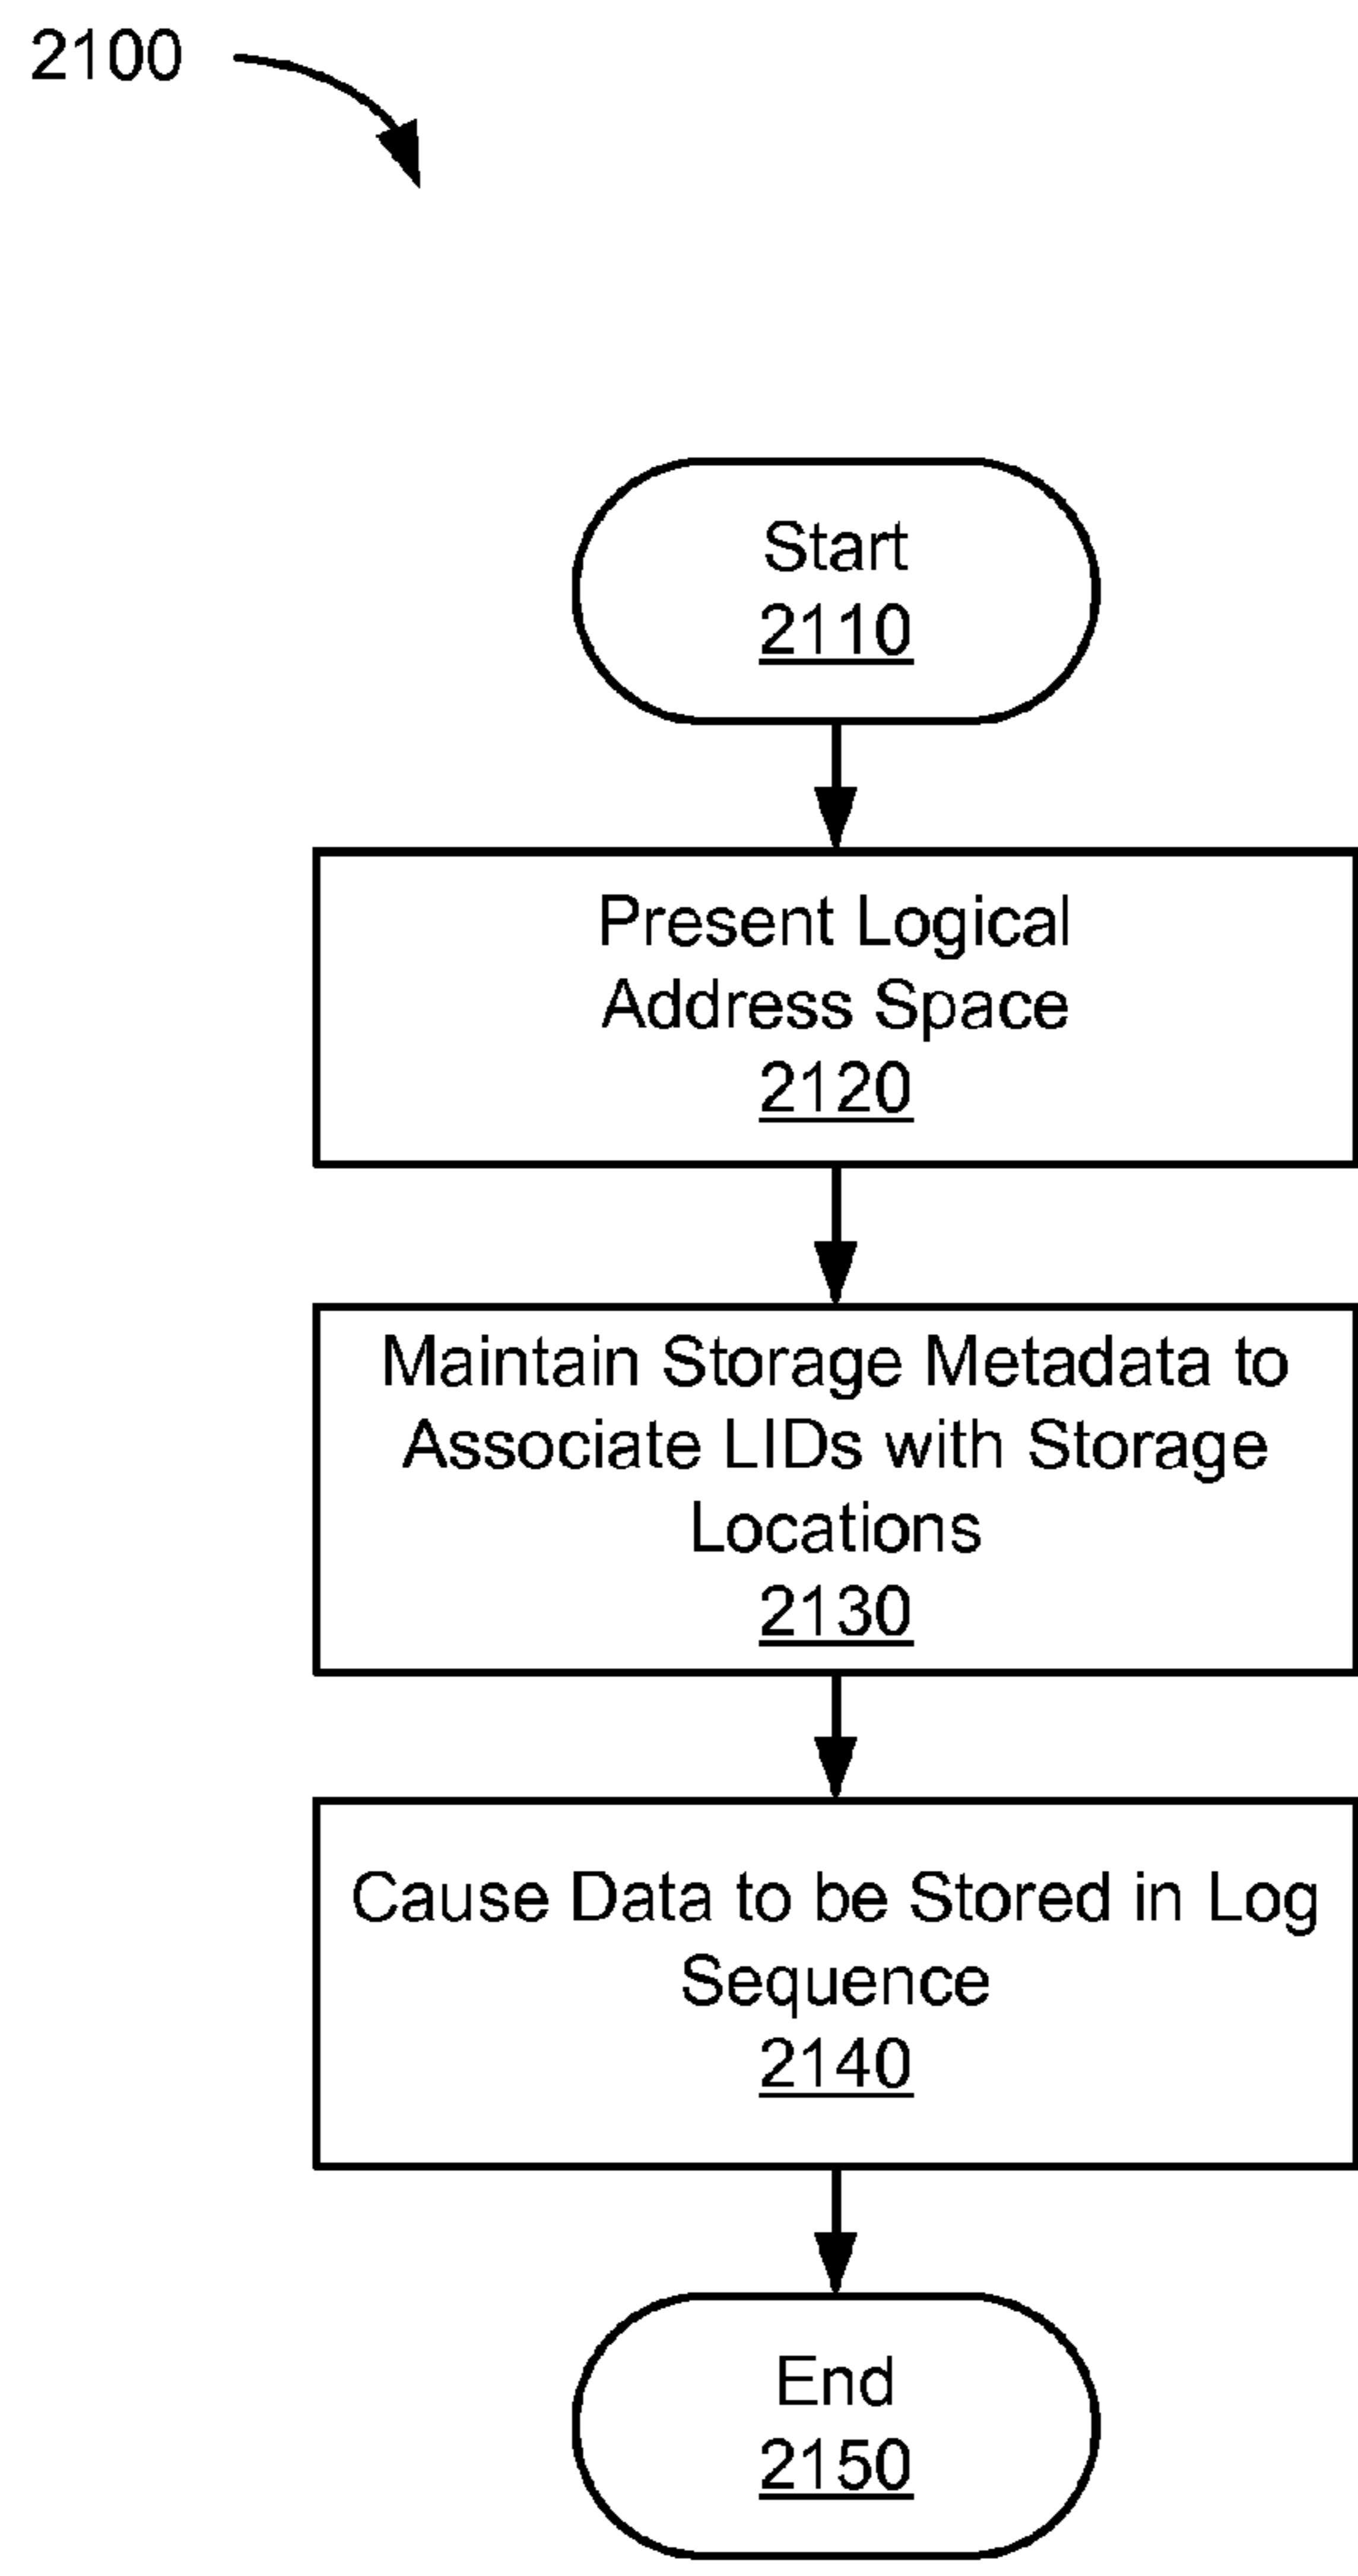 2100
Start
2110
Present Logical
Address Space
2120
Maintain Storage Metadata to
Associate LIDs with Storage
Locations
2130
Cause Data to be Stored in Log
Sequence
2140
End
2150